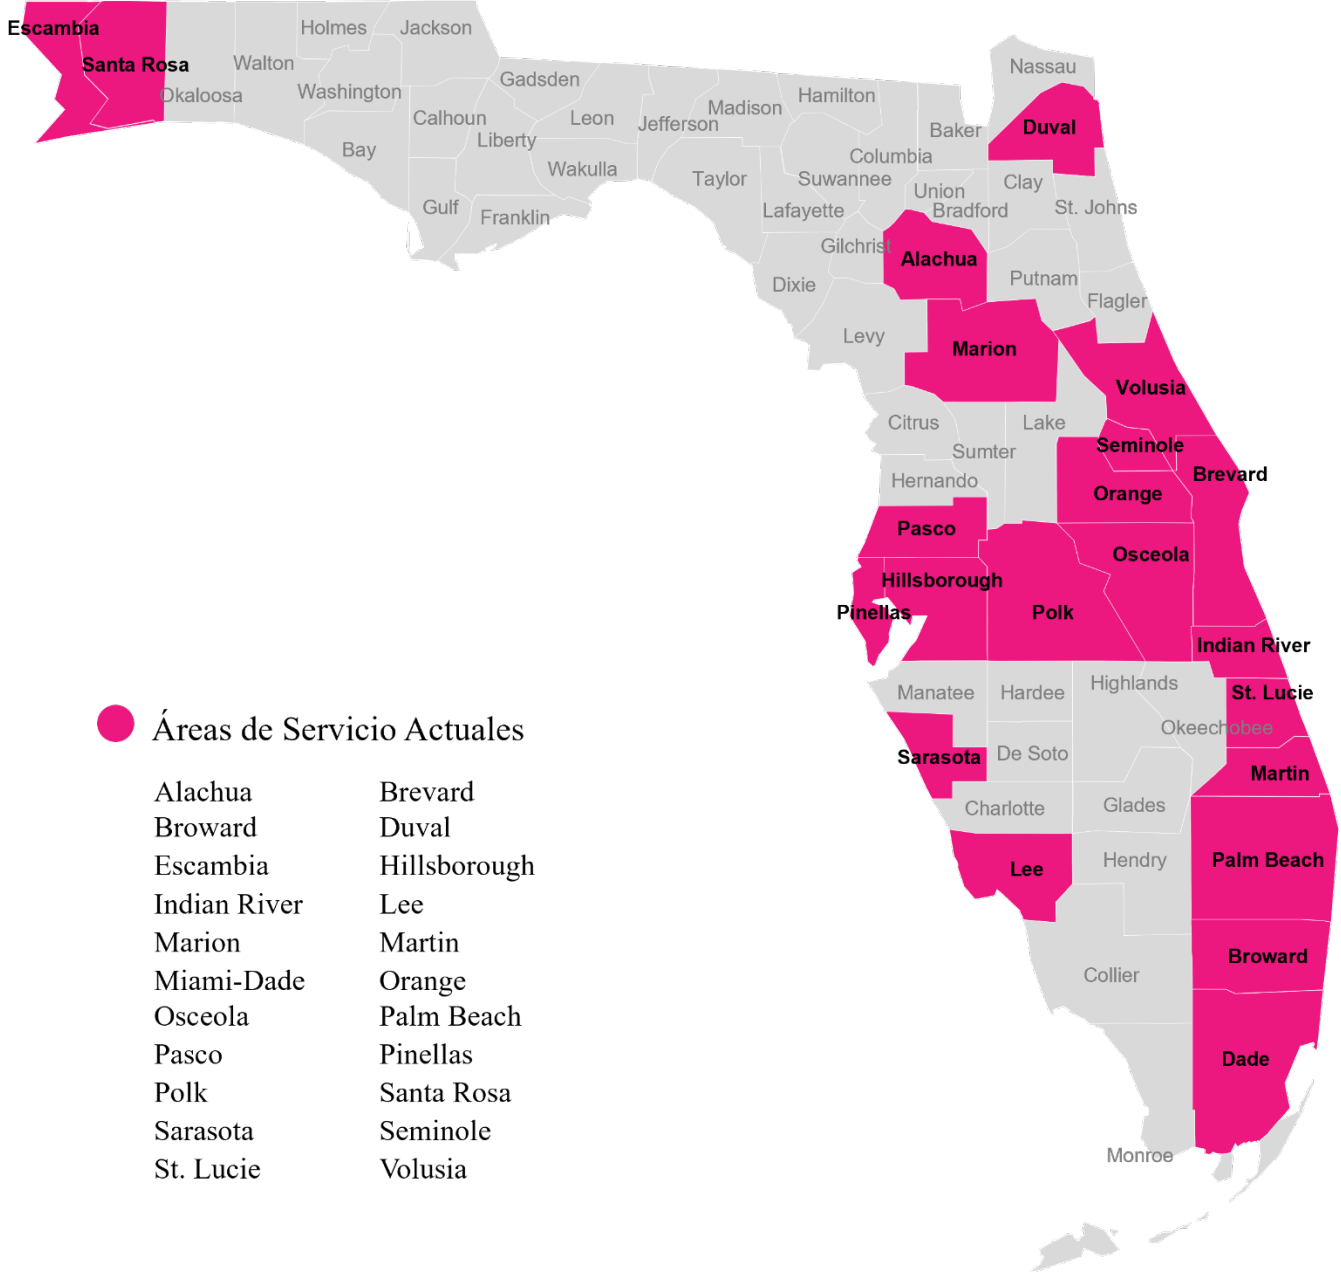 Escambia
Santa Rosa
Okaloosa
Walton
Holmes
Washington
Jackson
Bay
Calhoun
Gulf
Liberty
Gadsden
Franklin
Leon
Wakulla
Jefferson
Madison
Taylor
Hamilton
Suwannee
Lafayette
Columbia
Dixie
Gilchrist
Levy
Baker
Union
Bradford
Nassau
Duval
Clay
St. Johns
Alachua
Putnam
Flagler
Marion
Volusia
Citrus
Sumter
Lake
Seminole
Hernando
Orange
Brevard
Pasco
Osceola
Hillsborough
Pinellas
Polk
Indian River
Manatee
Hardee
Highlands
St. Lucie
Okeechobee
Sarasota
De Soto
Martin
Charlotte
Glades
Lee
Hendry
Palm Beach
Broward
Collier
Dade
Monroe
Áreas de Servicio Actuales
Alachua Brevard
Broward Duval
Escambia Hillsborough
Indian River Lee
Marion Martin
Miami-Dade Orange
Osceola Palm Beach
Pasco Pinellas
Polk Santa Rosa
Sarasota Seminole
St. Lucie Volusia